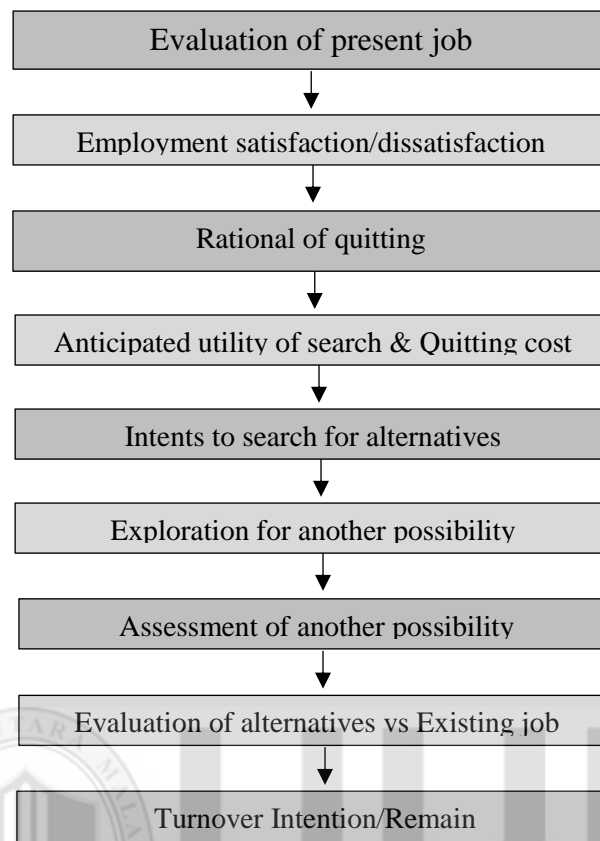 Evaluation of present job
Employment satisfaction/dissatisfaction
Rational of quitting
Anticipated utility of search & Quitting cost
Intents to search for alternatives
Exploration for another possibility
Assessment of another possibility
Evaluation of alternatives vs Existing job
Turnover Intention/Remain